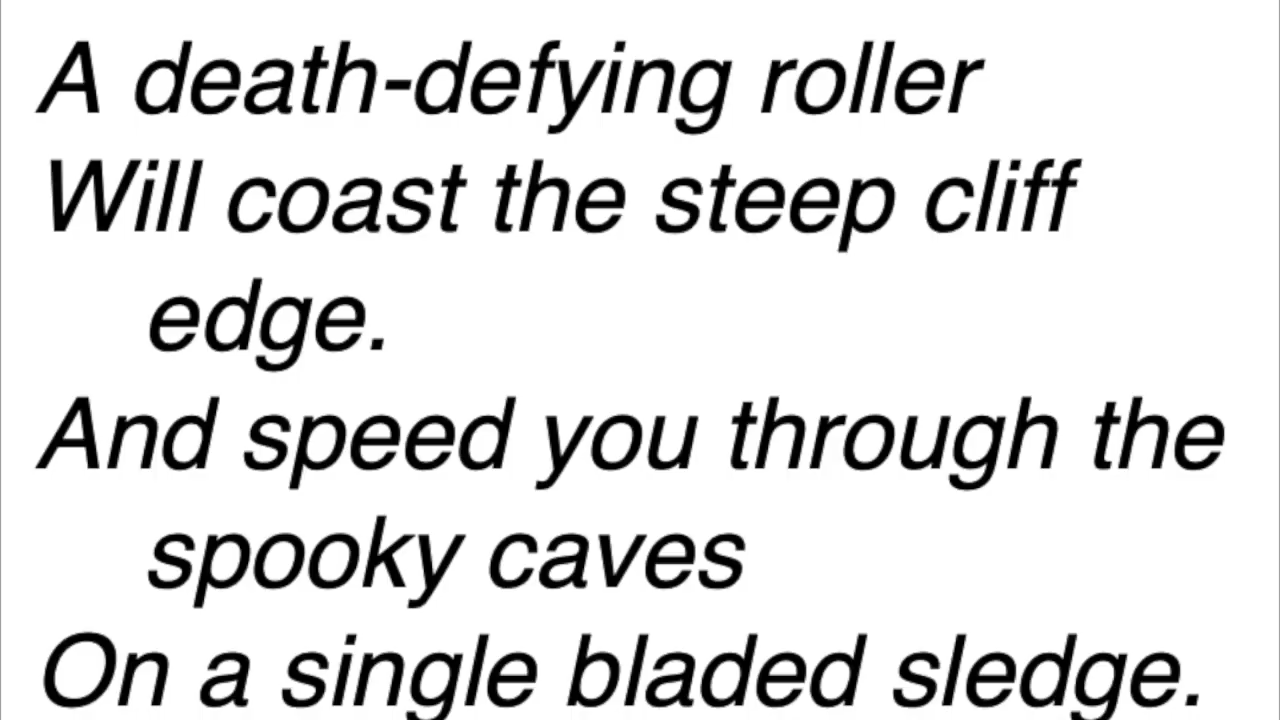 A death-defying roller
Will coast the steep cliff
edge.
And speed you through the
spooky caves
On a single bladed sledge.